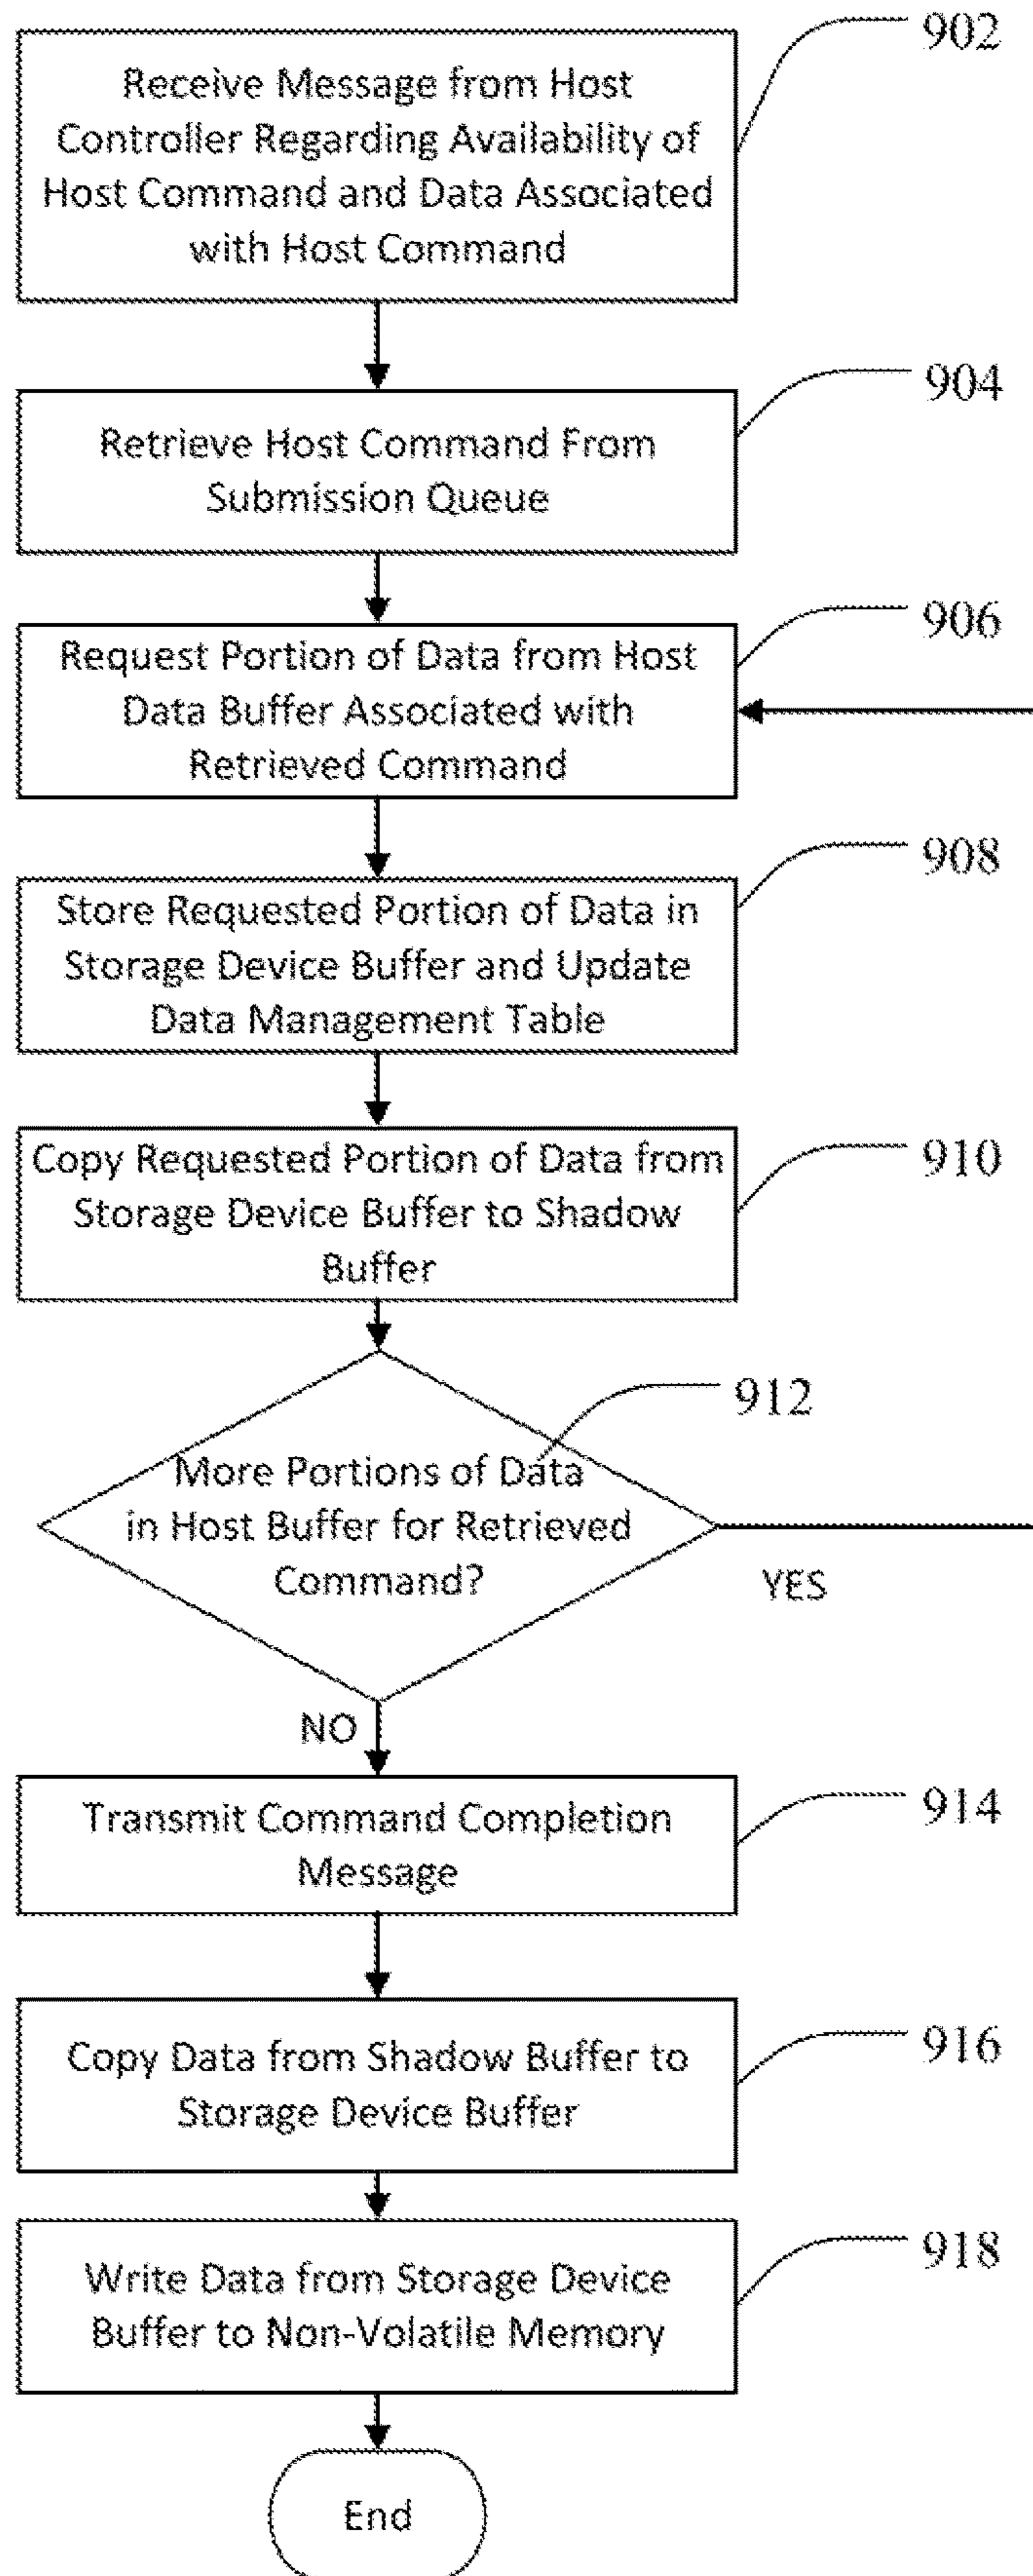 902
Receive Message from Host
Controller Regarding Availability of
Host Command and Data Associated
with Host Command
904
Retrieve Host Command From
Submission Queue
906
Request Portion of Data from Host
Data Buffer Associated with
Retrieved Command
908
Store Requested Portion of Data in
Storage Device Buffer and Update
Data Management Table
910
Copy Requested Portion of Data from
Storage Device Buffer to Shadow
Buffer
912
More Portions of Data
in Host Buffer for Retrieved
Command?
YES
NO
914
Transmit Command Completion
Message
916
Copy Data from Shadow Buffer to
Storage Device Buffer
918
Write Data from Storage Device
Buffer to Non-Volatile Memory
End